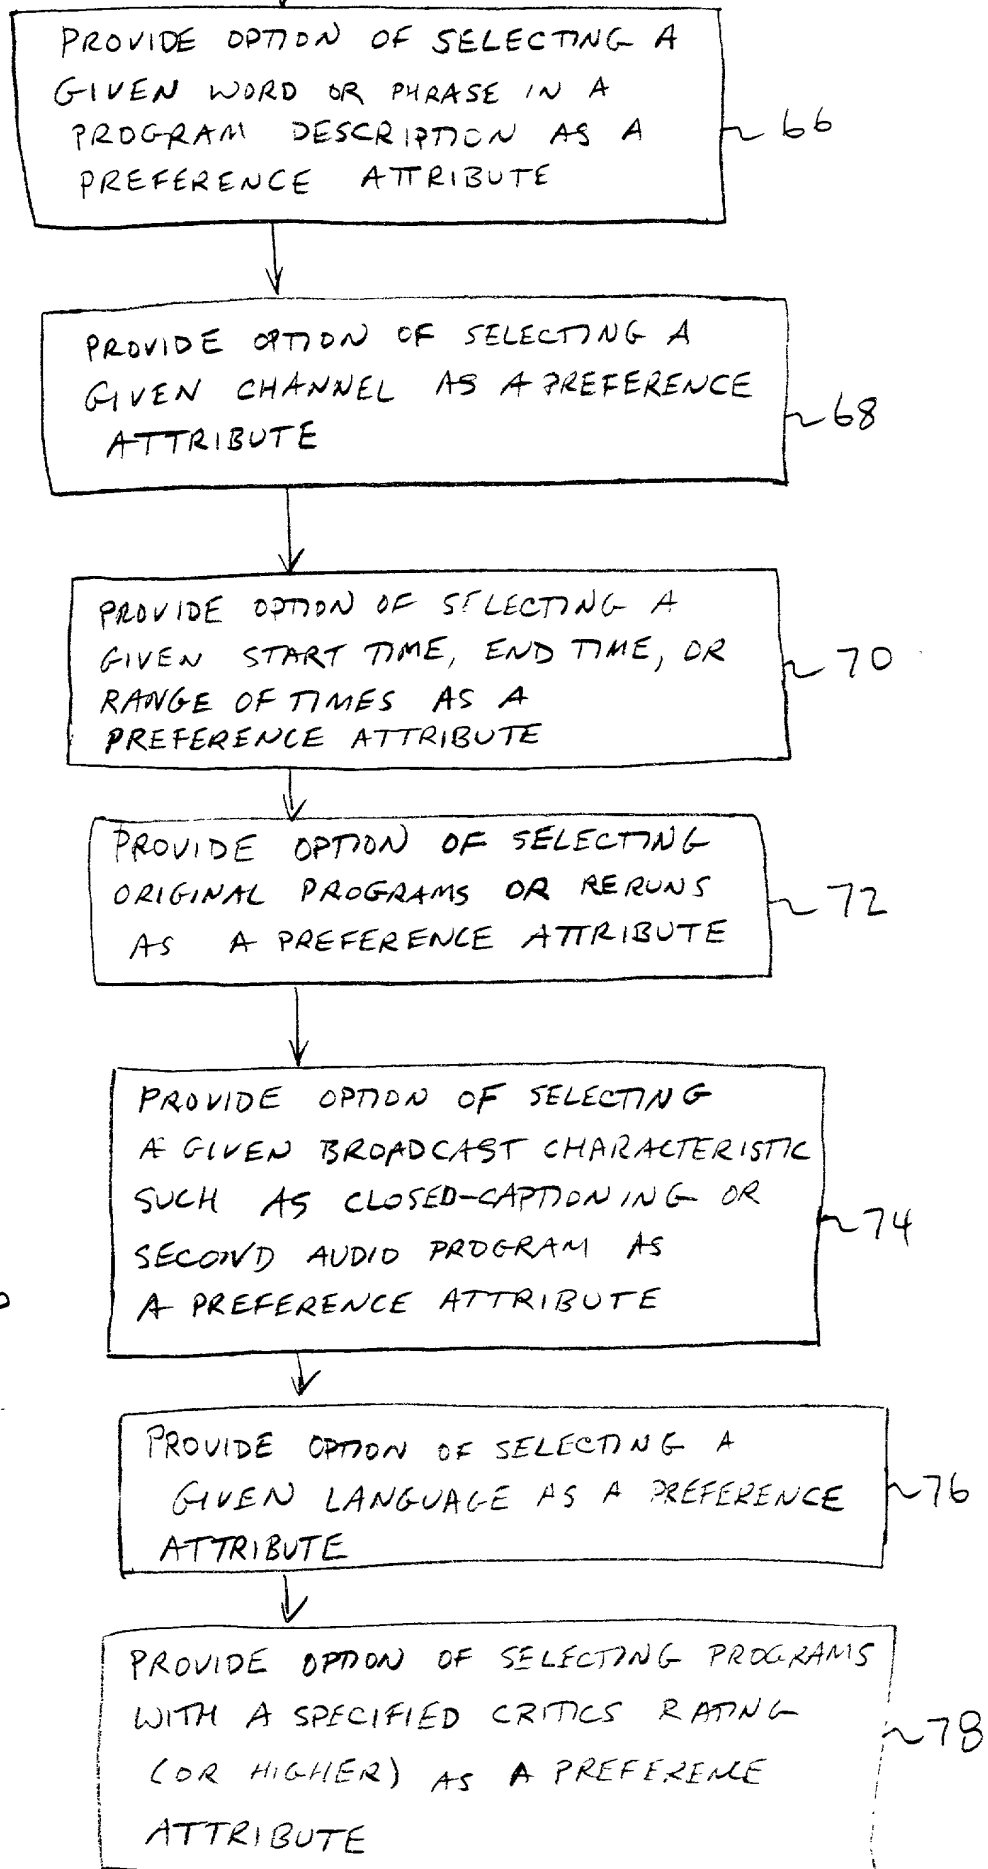 PROVIDE OPTION OF SELECTING A
GIVEN WORD OR PHRASE IN A
PROGRAM DESCRIPTION AS A
PREFERENCE ATTRIBUTE
66
PROVIDE OPTION OF SELECTING A
GIVEN CHANNEL AS A PREFERENCE
ATTRIBUTE
68
PROVIDE OPTION OF SELECTING A
GIVEN START TIME, END TIME, OR
RANGE OF TIMES AS A
PREFERENCE ATTRIBUTE
70
PROVIDE OPTION OF SELECTING
ORIGINAL PROGRAMS OR RERUNS
AS A PREFERENCE ATTRIBUTE
72
PROVIDE OPTION OF SELECTING
A GIVEN BROADCAST CHARACTERISTIC
SUCH AS CLOSED-CAPTIONING OR
SECOND AUDIO PROGRAM AS
A PREFERENCE ATTRIBUTE
74
PROVIDE OPTION OF SELECTING A
GIVEN LANGUAGE AS A PREFERENCE
ATTRIBUTE
76
PROVIDE OPTION OF SELECTING PROGRAMS
WITH A SPECIFIED CRITICS RATING
(OR HIGHER) AS A PREFERENCE
ATTRIBUTE
78